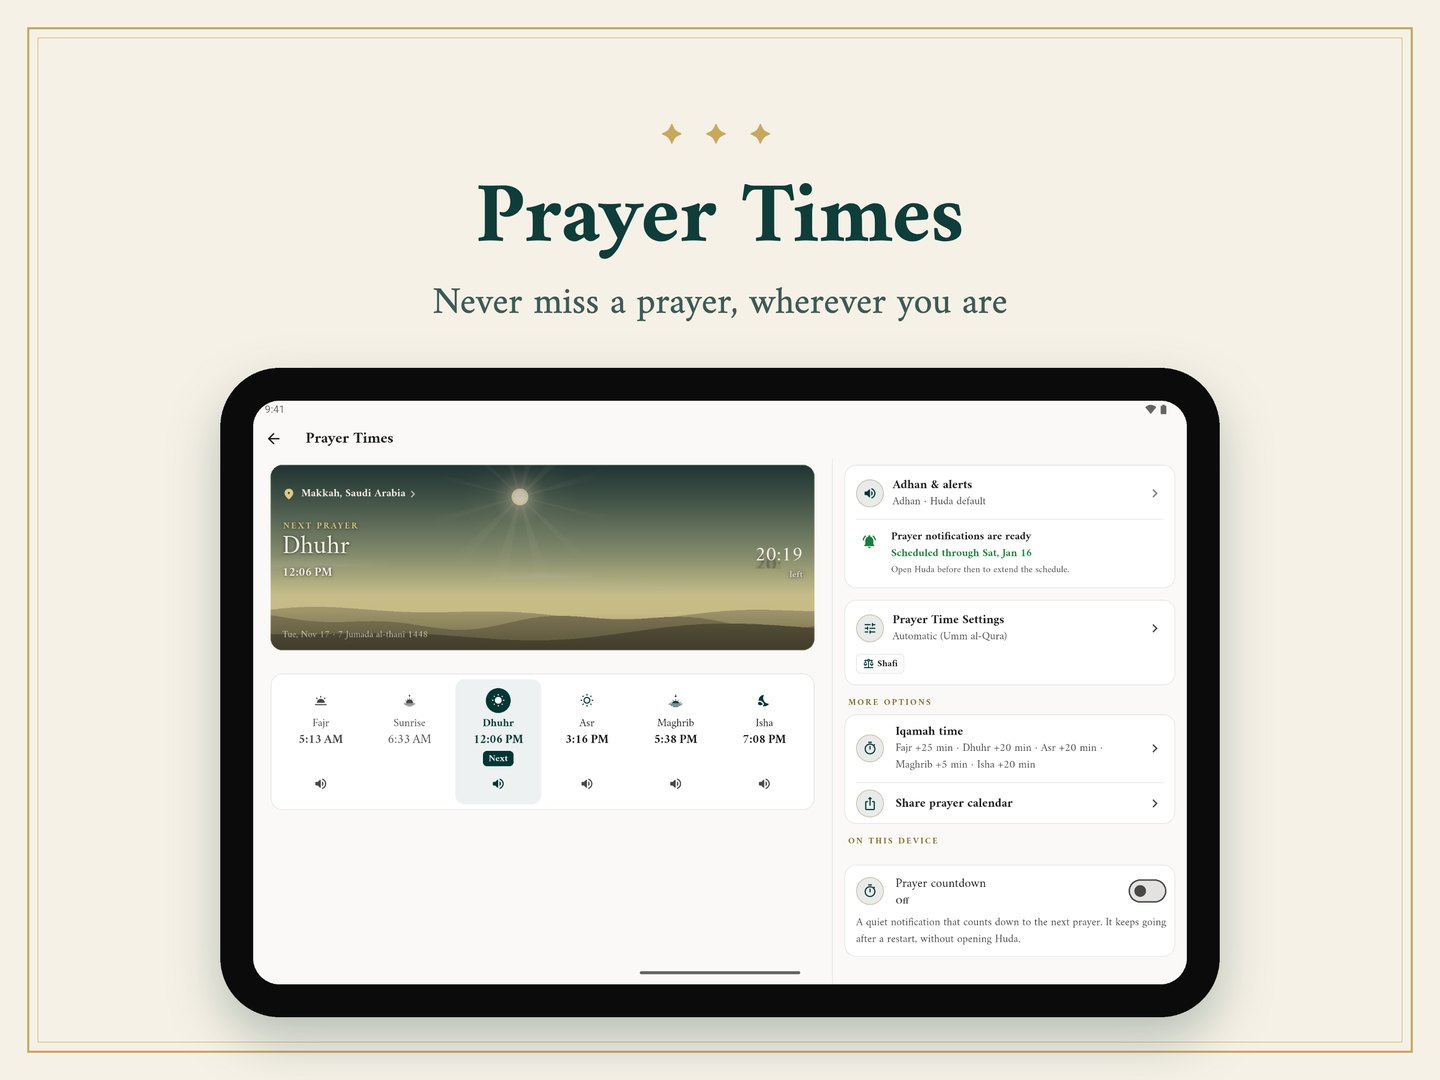 Prayer Times
Never miss a prayer, wherever you are
9:41
Prayer Times
Makkah, Saudi Arabia
NEXT PRAYER
Dhuhr
12:06 PM
20:19
left
Tue, Nov 17 · 7 Jumada al-thani 1448
Fajr
5:13 AM
Sunrise
6:33 AM
Dhuhr
12:06 PM
Next
Asr
3:16 PM
Maghrib
5:38 PM
Isha
7:08 PM
Adhan & alerts
Adhan · Huda default
Prayer notifications are ready
Scheduled through Sat, Jan 16
Open Huda before then to extend the schedule.
Prayer Time Settings
Automatic (Umm al-Qura)
Shafi
MORE OPTIONS
Iqamah time
Fajr +25 min · Dhuhr +20 min · Asr +20 min ·
Maghrib +5 min · Isha +20 min
Share prayer calendar
ON THIS DEVICE
Prayer countdown
Off
A quiet notification that counts down to the next prayer. It keeps going
after a restart, without opening Huda.